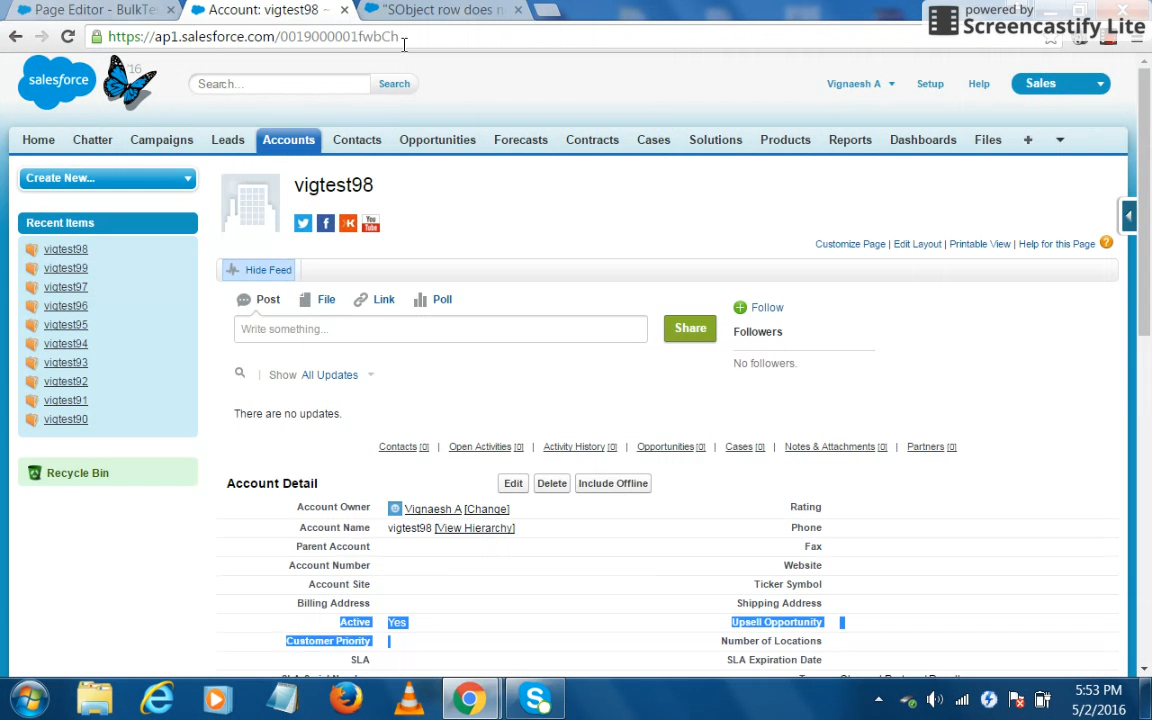 Page Editor - BulkTe
Account: vigtest98 ~
"SObject row does n
powered by
Screencastify Lite
https://ap1.salesforce.com/0019000001fwbCh
salesforce
'16
Search...
Search
Vignaesh A
Setup
Help
Sales
Home
Chatter
Campaigns
Leads
Accounts
Contacts
Opportunities
Forecasts
Contracts
Cases
Solutions
Products
Reports
Dashboards
Files
+
Create New...
Recent Items
vigtest98
vigtest99
vigtest97
vigtest96
vigtest95
vigtest94
vigtest93
vigtest92
vigtest91
vigtest90
Recycle Bin
vigtest98
You
Tube
Customize Page | Edit Layout | Printable View | Help for this Page ?
Hide Feed
Post
File
Link
Poll
Write something...
Share
Follow
Followers
No followers.
Show All Updates
There are no updates.
Contacts [0] | Open Activities [0] | Activity History [0] | Opportunities [0] | Cases [0] | Notes & Attachments [0] | Partners [0]
Account Detail
Edit
Delete
Include Offline
Account Owner Vignaesh A [Change]
Rating
Account Name vigtest98 [View Hierarchy]
Phone
Parent Account
Fax
Account Number
Website
Account Site
Ticker Symbol
Billing Address
Shipping Address
Active Yes
Upsell Opportunity
Customer Priority
Number of Locations
SLA
SLA Expiration Date
5:53 PM
5/2/2016